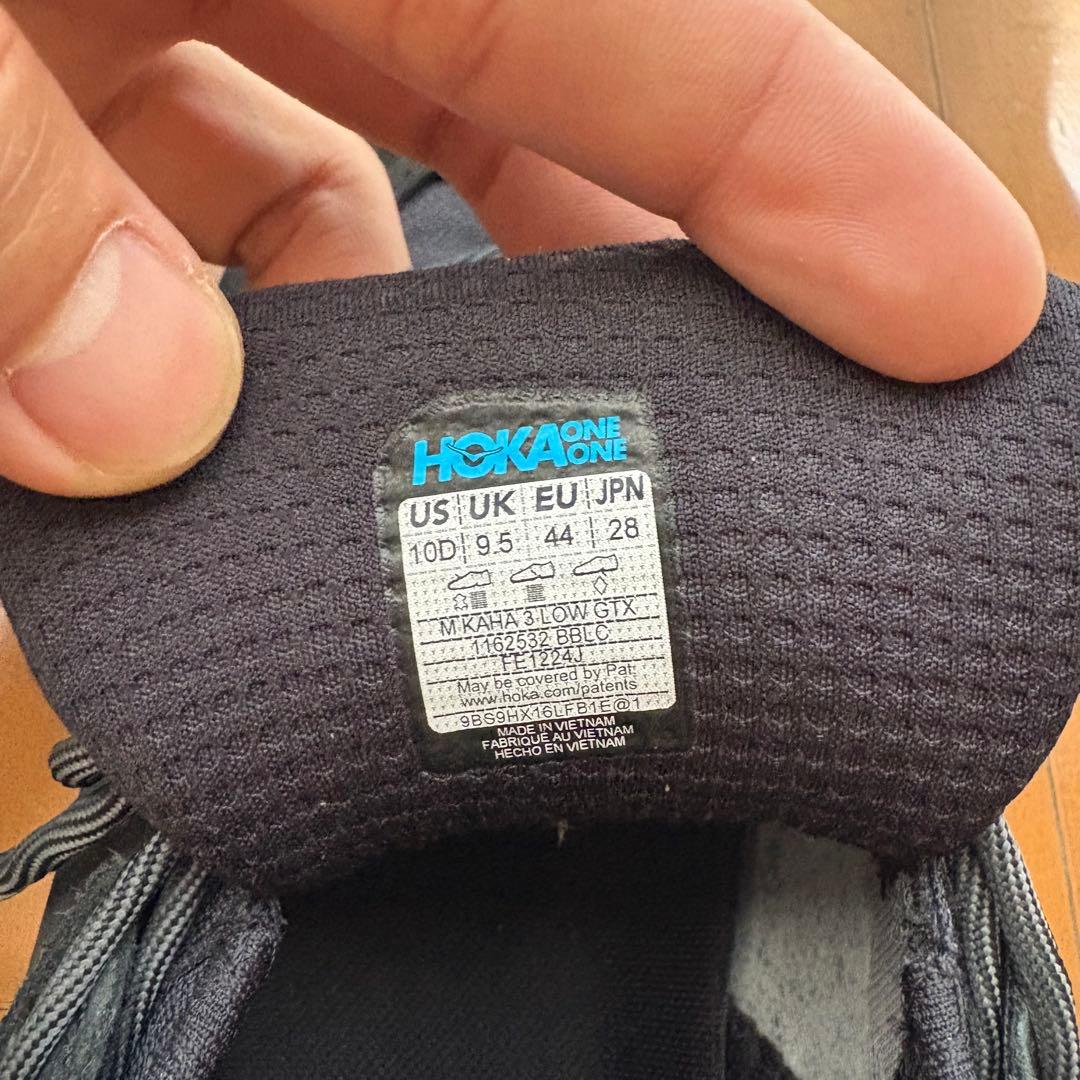 HOKA ONE ONE
US UK EU JPN
10D 9.5 44 28
M KAHA 3 LOW GTX
1162532 BBLC
FE1224J
May be covered by Pat:
www.hoka.com/patents
9BS9HX16LFB1E@1
MADE IN VIETNAM
FABRIQUÉ AU VIETNAM
HECHO EN VIETNAM